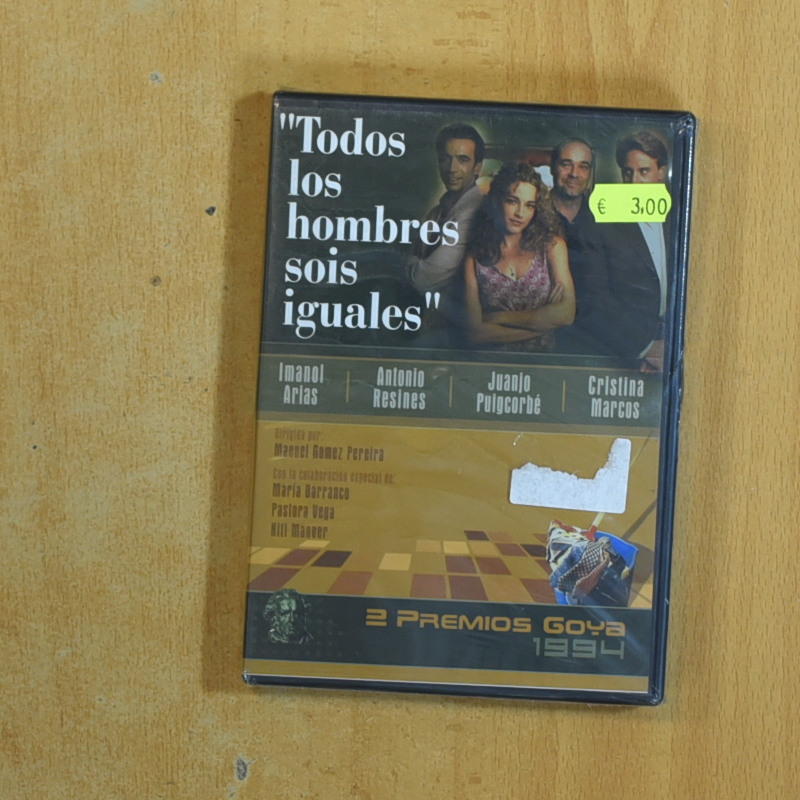 "Todos
los
hombres
sois
iguales"
€ 3,00
Imanol
Arias
Antonio
Resines
Juanjo
Puigcorbé
Cristina
Marcos
Dirigida por:
Manuel Gomez Pereira
Con la colaboración especial de:
María Barranco
Pastora Vega
Kiti Manver
2 Premios Goya
1994